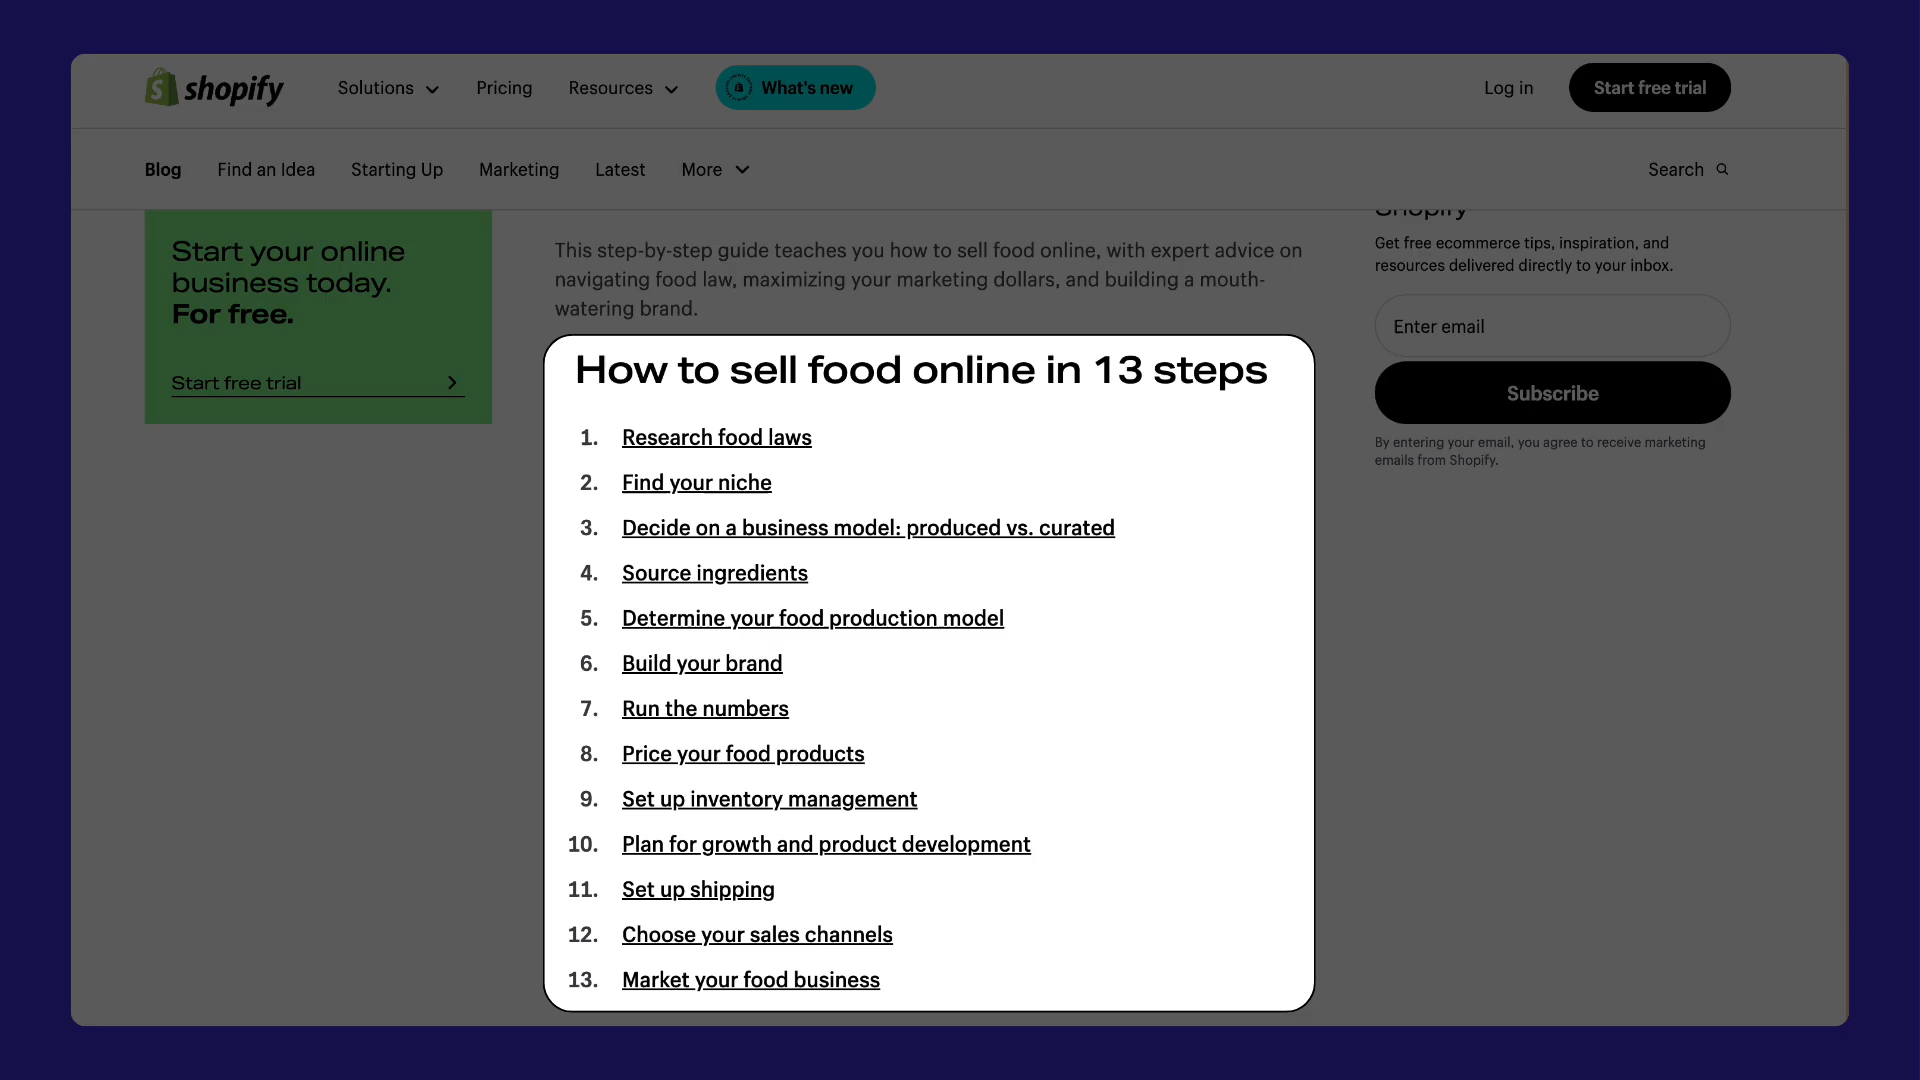 shopify
Solutions
Pricing
Resources
What's new
Log in
Start free trial
Blog
Find an Idea
Starting Up
Marketing
Latest
More
Search
Start your online
business today.
For free.
Start free trial
This step-by-step guide teaches you how to sell food online, with expert advice on
navigating food law, maximizing your marketing dollars, and building a mouth-
watering brand.
How to sell food online in 13 steps
1. Research food laws
2. Find your niche
3. Decide on a business model: produced vs. curated
4. Source ingredients
5. Determine your food production model
6. Build your brand
7. Run the numbers
8. Price your food products
9. Set up inventory management
10. Plan for growth and product development
11. Set up shipping
12. Choose your sales channels
13. Market your food business
Shopify
Get free ecommerce tips, inspiration, and
resources delivered directly to your inbox.
Enter email
Subscribe
By entering your email, you agree to receive marketing
emails from Shopify.